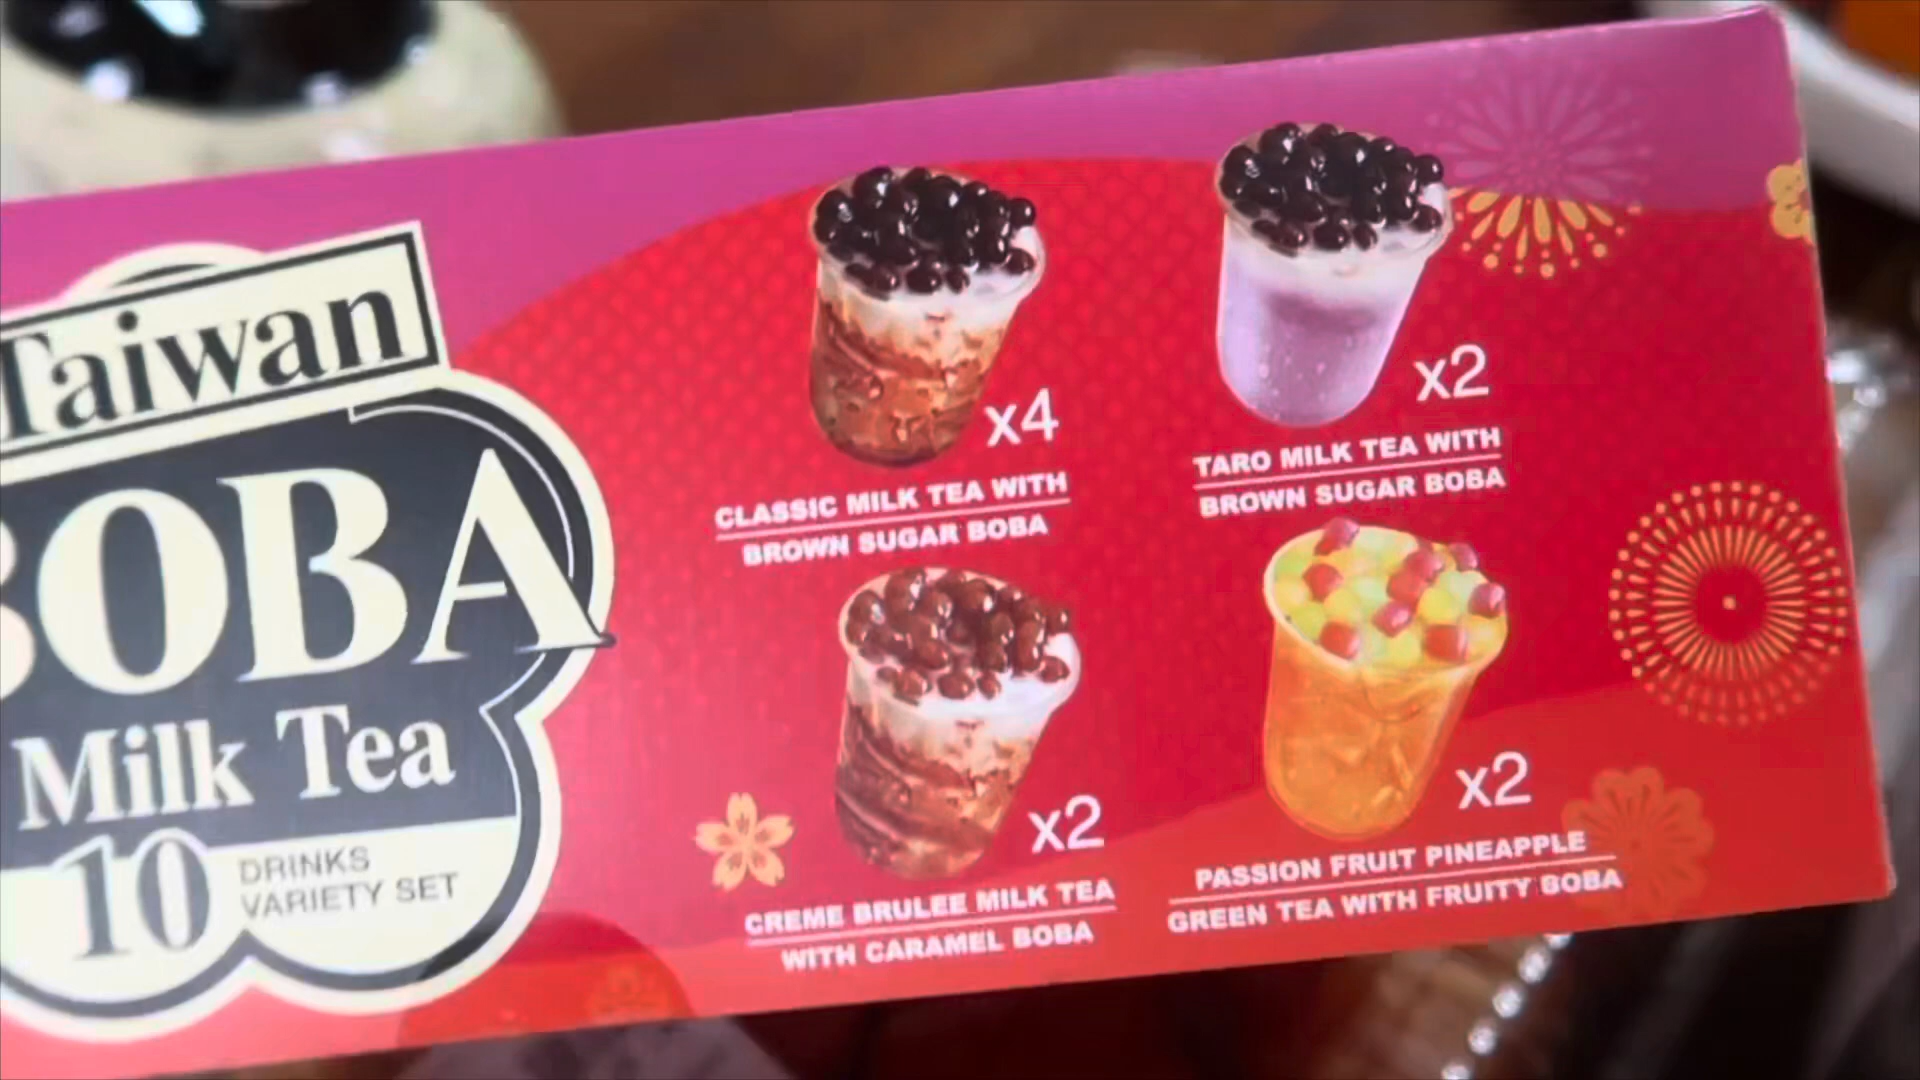 Taiwan
BOBA
Milk Tea
10 DRINKS
VARIETY SET
x4
CLASSIC MILK TEA WITH
BROWN SUGAR BOBA
x2
TARO MILK TEA WITH
BROWN SUGAR BOBA
x2
CREME BRULEE MILK TEA
WITH CARAMEL BOBA
x2
PASSION FRUIT PINEAPPLE
GREEN TEA WITH FRUITY BOBA